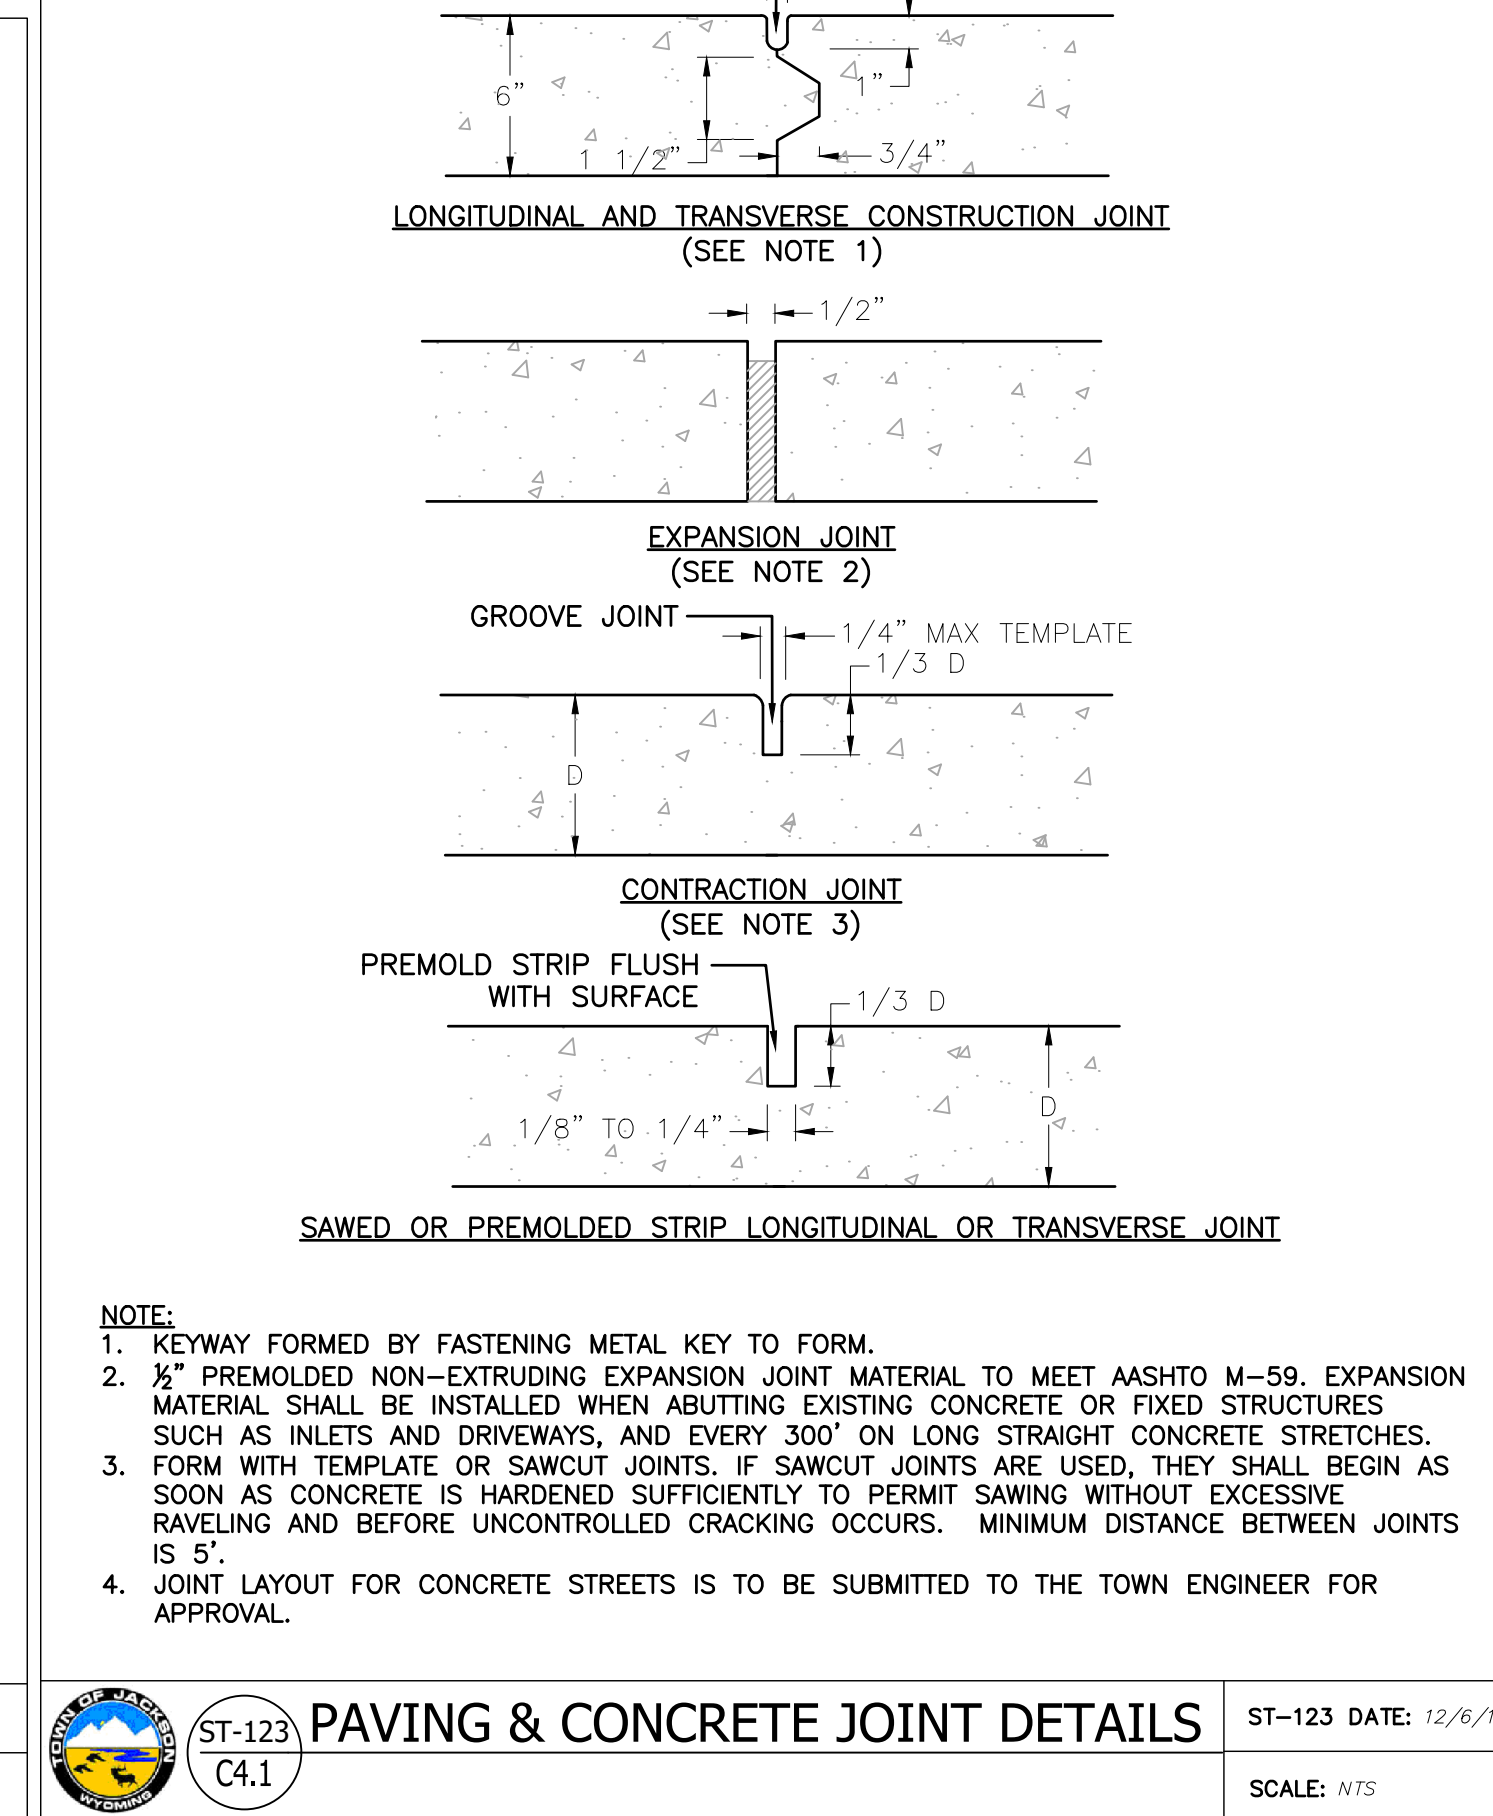 6”
1”
1 1/2”
3/4”
LONGITUDINAL AND TRANSVERSE CONSTRUCTION JOINT
(SEE NOTE 1)
1/2”
EXPANSION JOINT
(SEE NOTE 2)
GROOVE JOINT
1/4” MAX TEMPLATE
1/3 D
D
CONTRACTION JOINT
(SEE NOTE 3)
PREMOLD STRIP FLUSH
WITH SURFACE
1/3 D
D
1/8” TO 1/4”
SAWED OR PREMOLDED STRIP LONGITUDINAL OR TRANSVERSE JOINT
NOTE:
1. KEYWAY FORMED BY FASTENING METAL KEY TO FORM.
2. ½” PREMOLDED NON-EXTRUDING EXPANSION JOINT MATERIAL TO MEET AASHTO M-59. EXPANSION
MATERIAL SHALL BE INSTALLED WHEN ABUTTING EXISTING CONCRETE OR FIXED STRUCTURES
SUCH AS INLETS AND DRIVEWAYS, AND EVERY 300’ ON LONG STRAIGHT CONCRETE STRETCHES.
3. FORM WITH TEMPLATE OR SAWCUT JOINTS. IF SAWCUT JOINTS ARE USED, THEY SHALL BEGIN AS
SOON AS CONCRETE IS HARDENED SUFFICIENTLY TO PERMIT SAWING WITHOUT EXCESSIVE
RAVELING AND BEFORE UNCONTROLLED CRACKING OCCURS. MINIMUM DISTANCE BETWEEN JOINTS
IS 5’.
4. JOINT LAYOUT FOR CONCRETE STREETS IS TO BE SUBMITTED TO THE TOWN ENGINEER FOR
APPROVAL.
TOWN OF JACKSON
WYOMING
ST-123
C4.1
PAVING & CONCRETE JOINT DETAILS
ST-123 DATE: 12/6/1
SCALE: NTS